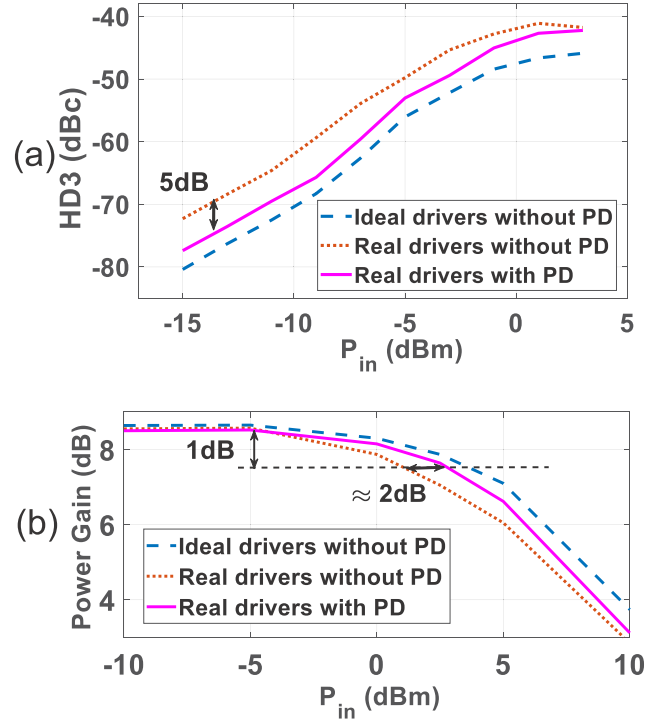 (a)
HD3 (dBc)
-40
-50
-60
-70
-80
5dB
Ideal drivers without PD
Real drivers without PD
Real drivers with PD
-15 -10 -5 0 5
Pin (dBm)
(b)
Power Gain (dB)
8
6
4
1dB
≈ 2dB
Ideal drivers without PD
Real drivers without PD
Real drivers with PD
-10 -5 0 5 10
Pin (dBm)